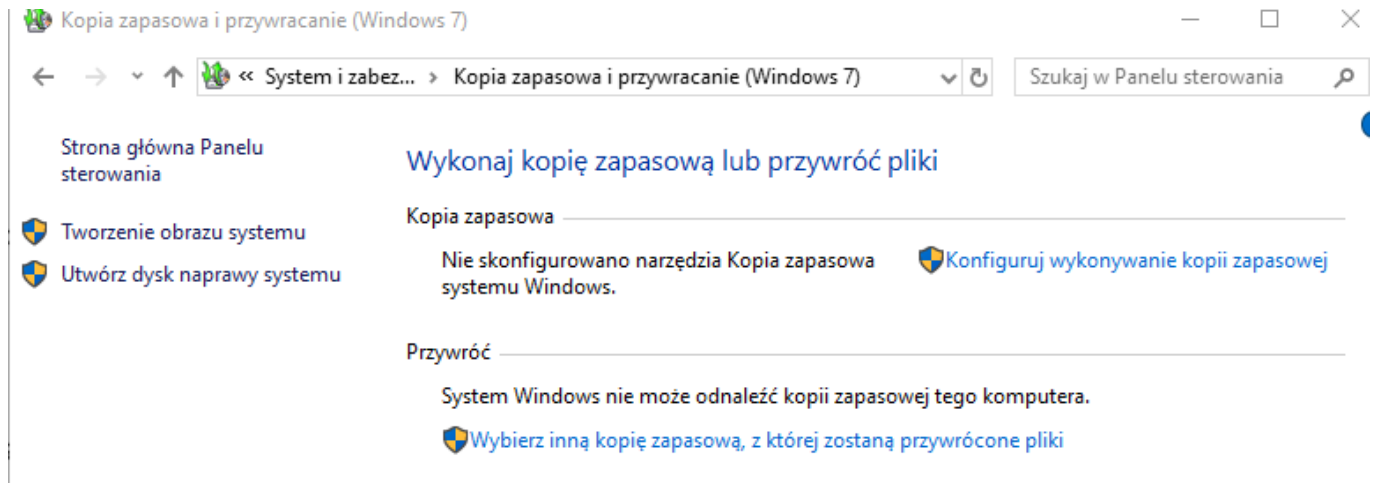 Kopia zapasowa i przywracanie (Windows 7)
« System i zabez... › Kopia zapasowa i przywracanie (Windows 7)
Szukaj w Panelu sterowania
Strona główna Panelu
sterowania
Tworzenie obrazu systemu
Utwórz dysk naprawy systemu
Wykonaj kopię zapasową lub przywróć pliki
Kopia zapasowa
Nie skonfigurowano narzędzia Kopia zapasowa
systemu Windows.
Konfiguruj wykonywanie kopii zapasowej
Przywróć
System Windows nie może odnaleźć kopii zapasowej tego komputera.
Wybierz inną kopię zapasową, z której zostaną przywrócone pliki